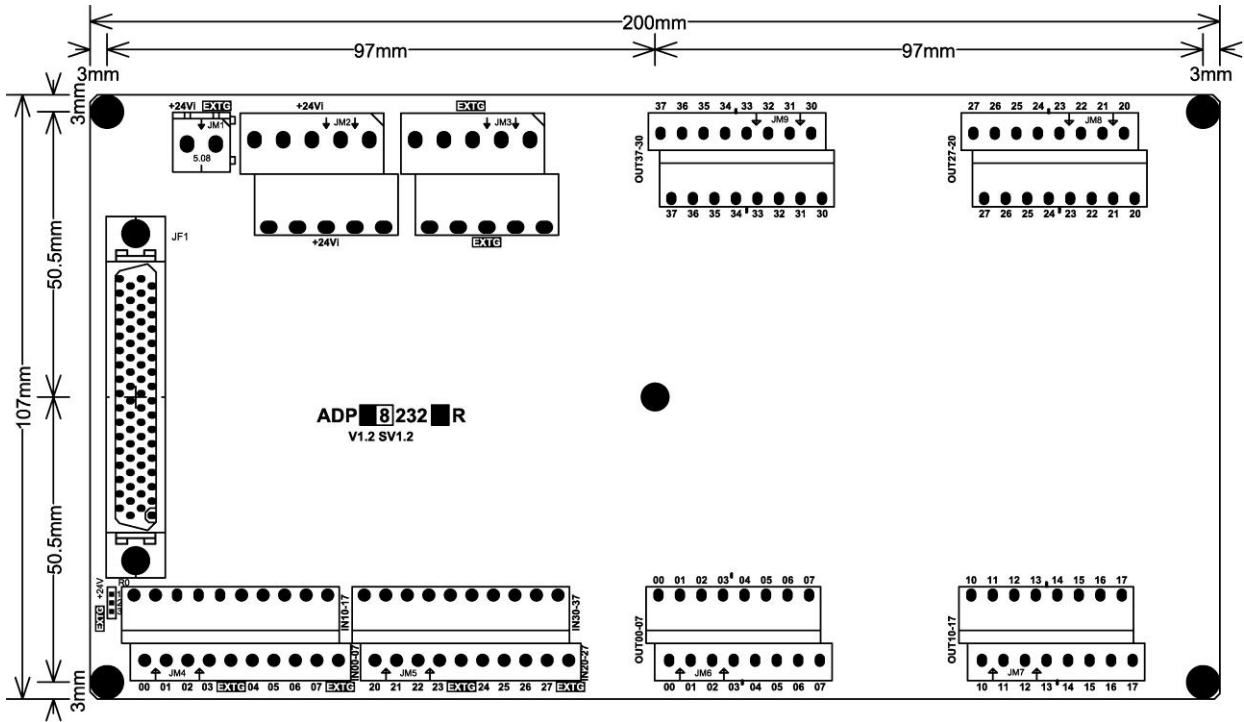 200mm
97mm 97mm
3mm 3mm
3mm
+24Vi EXTG +24Vi EXTG 37 36 35 34 33 32 31 30 27 26 25 24 23 22 21 20
JM1 JM2 JM3 JM9 JM8
5.08
OUT37-30 OUT27-20
37 36 35 34 33 32 31 30 27 26 25 24 23 22 21 20
+24Vi EXTG
JF1
50.5mm
107mm
ADP 8 232 R
V1.2 SV1.2
50.5mm
+24V R0
EXTG
00 01 02 03 04 05 06 07 10 11 12 13 14 15 16 17
IN10-17 IN30-37 OUT00-07 OUT10-17
IN00-07 IN20-27
JM4 JM5 JM6 JM7
00 01 02 03 EXTG 04 05 06 07 EXTG 20 21 22 23 EXTG 24 25 26 27 EXTG 00 01 02 03 04 05 06 07 10 11 12 13 14 15 16 17
3mm